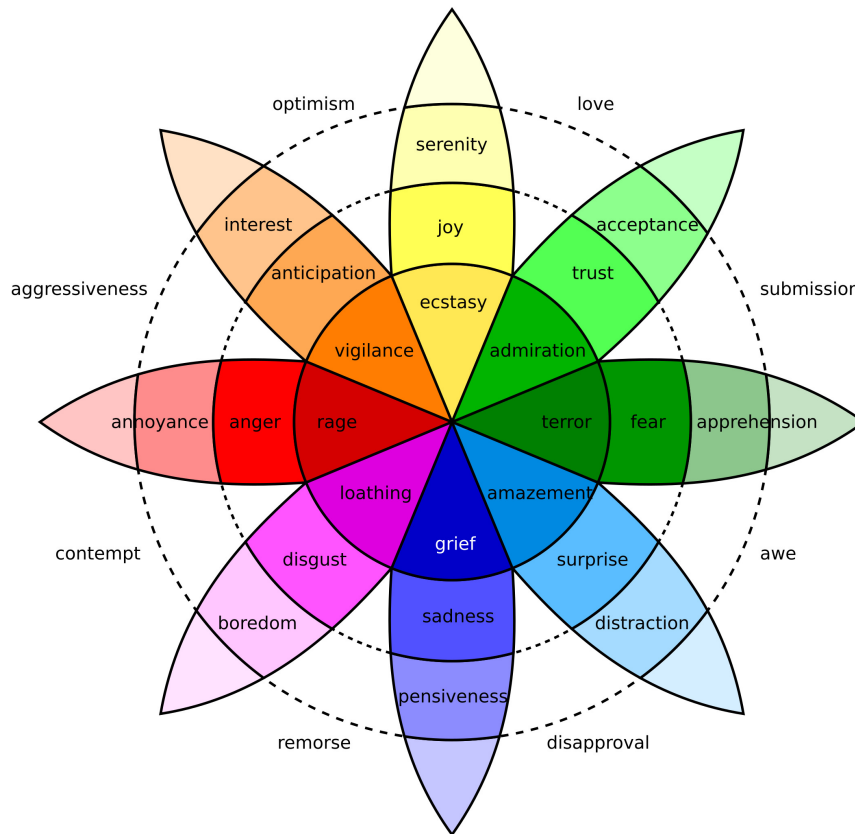 optimism
love
serenity
interest
joy
acceptance
anticipation
trust
aggressiveness
submission
ecstasy
vigilance
admiration
annoyance
anger
rage
terror
fear
apprehension
loathing
amazement
grief
contempt
disgust
surprise
awe
boredom
sadness
distraction
pensiveness
remorse
disapproval